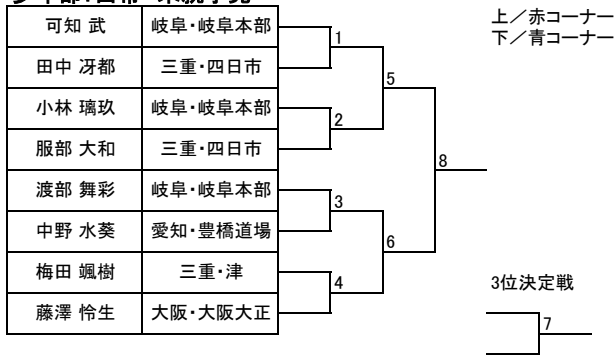 上／赤コーナー
下／青コーナー
可知 武 岐阜・岐阜本部
田中 冴都 三重・四日市
小林 璃玖 岐阜・岐阜本部
服部 大和 三重・四日市
渡部 舞彩 岐阜・岐阜本部
中野 水葵 愛知・豊橋道場
梅田 颯樹 三重・津
藤澤 怜生 大阪・大阪大正
1
2
3
4
5
6
8
3位決定戦
7